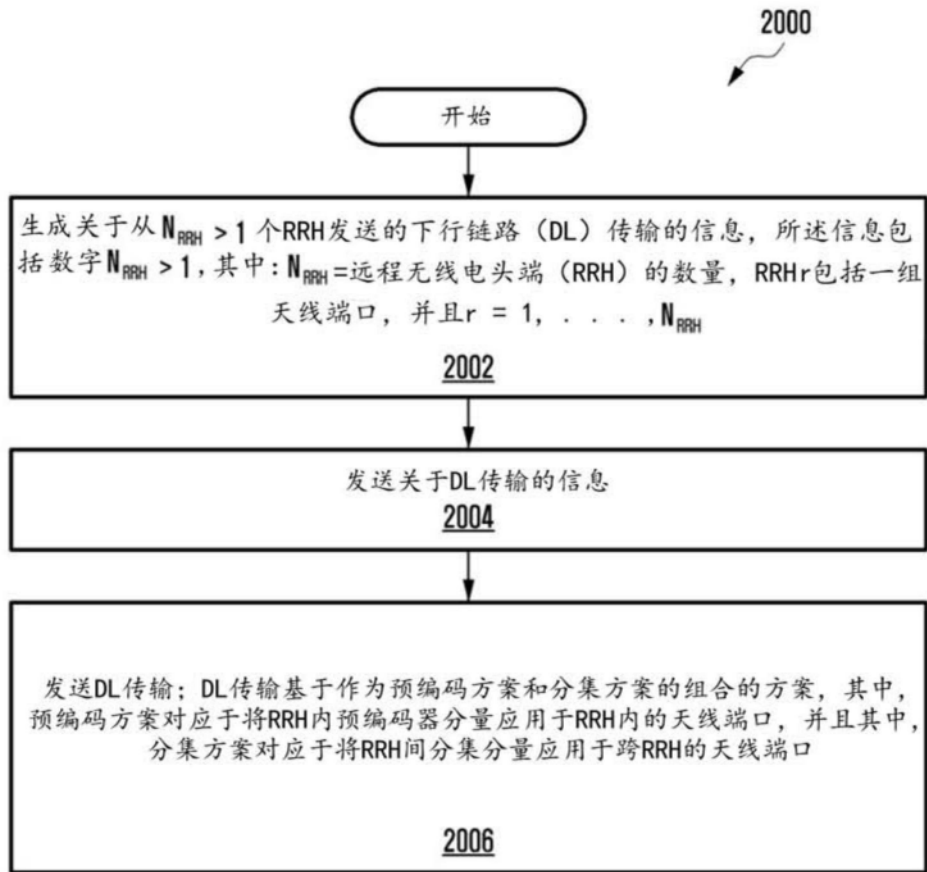 2000
开始
生成关于从N_RRH > 1个RRH发送的下行链路（DL）传输的信息，所述信息包
括数字N_RRH > 1，其中：N_RRH=远程无线电头端（RRH）的数量，RRHr包括一组
天线端口，并且r = 1, . . . ,N_RRH
2002
发送关于DL传输的信息
2004
发送DL传输；DL传输基于作为预编码方案和分集方案的组合的方案，其中，
预编码方案对应于将RRH内预编码器分量应用于RRH内的天线端口，并且其中，
分集方案对应于将RRH间分集分量应用于跨RRH的天线端口
2006